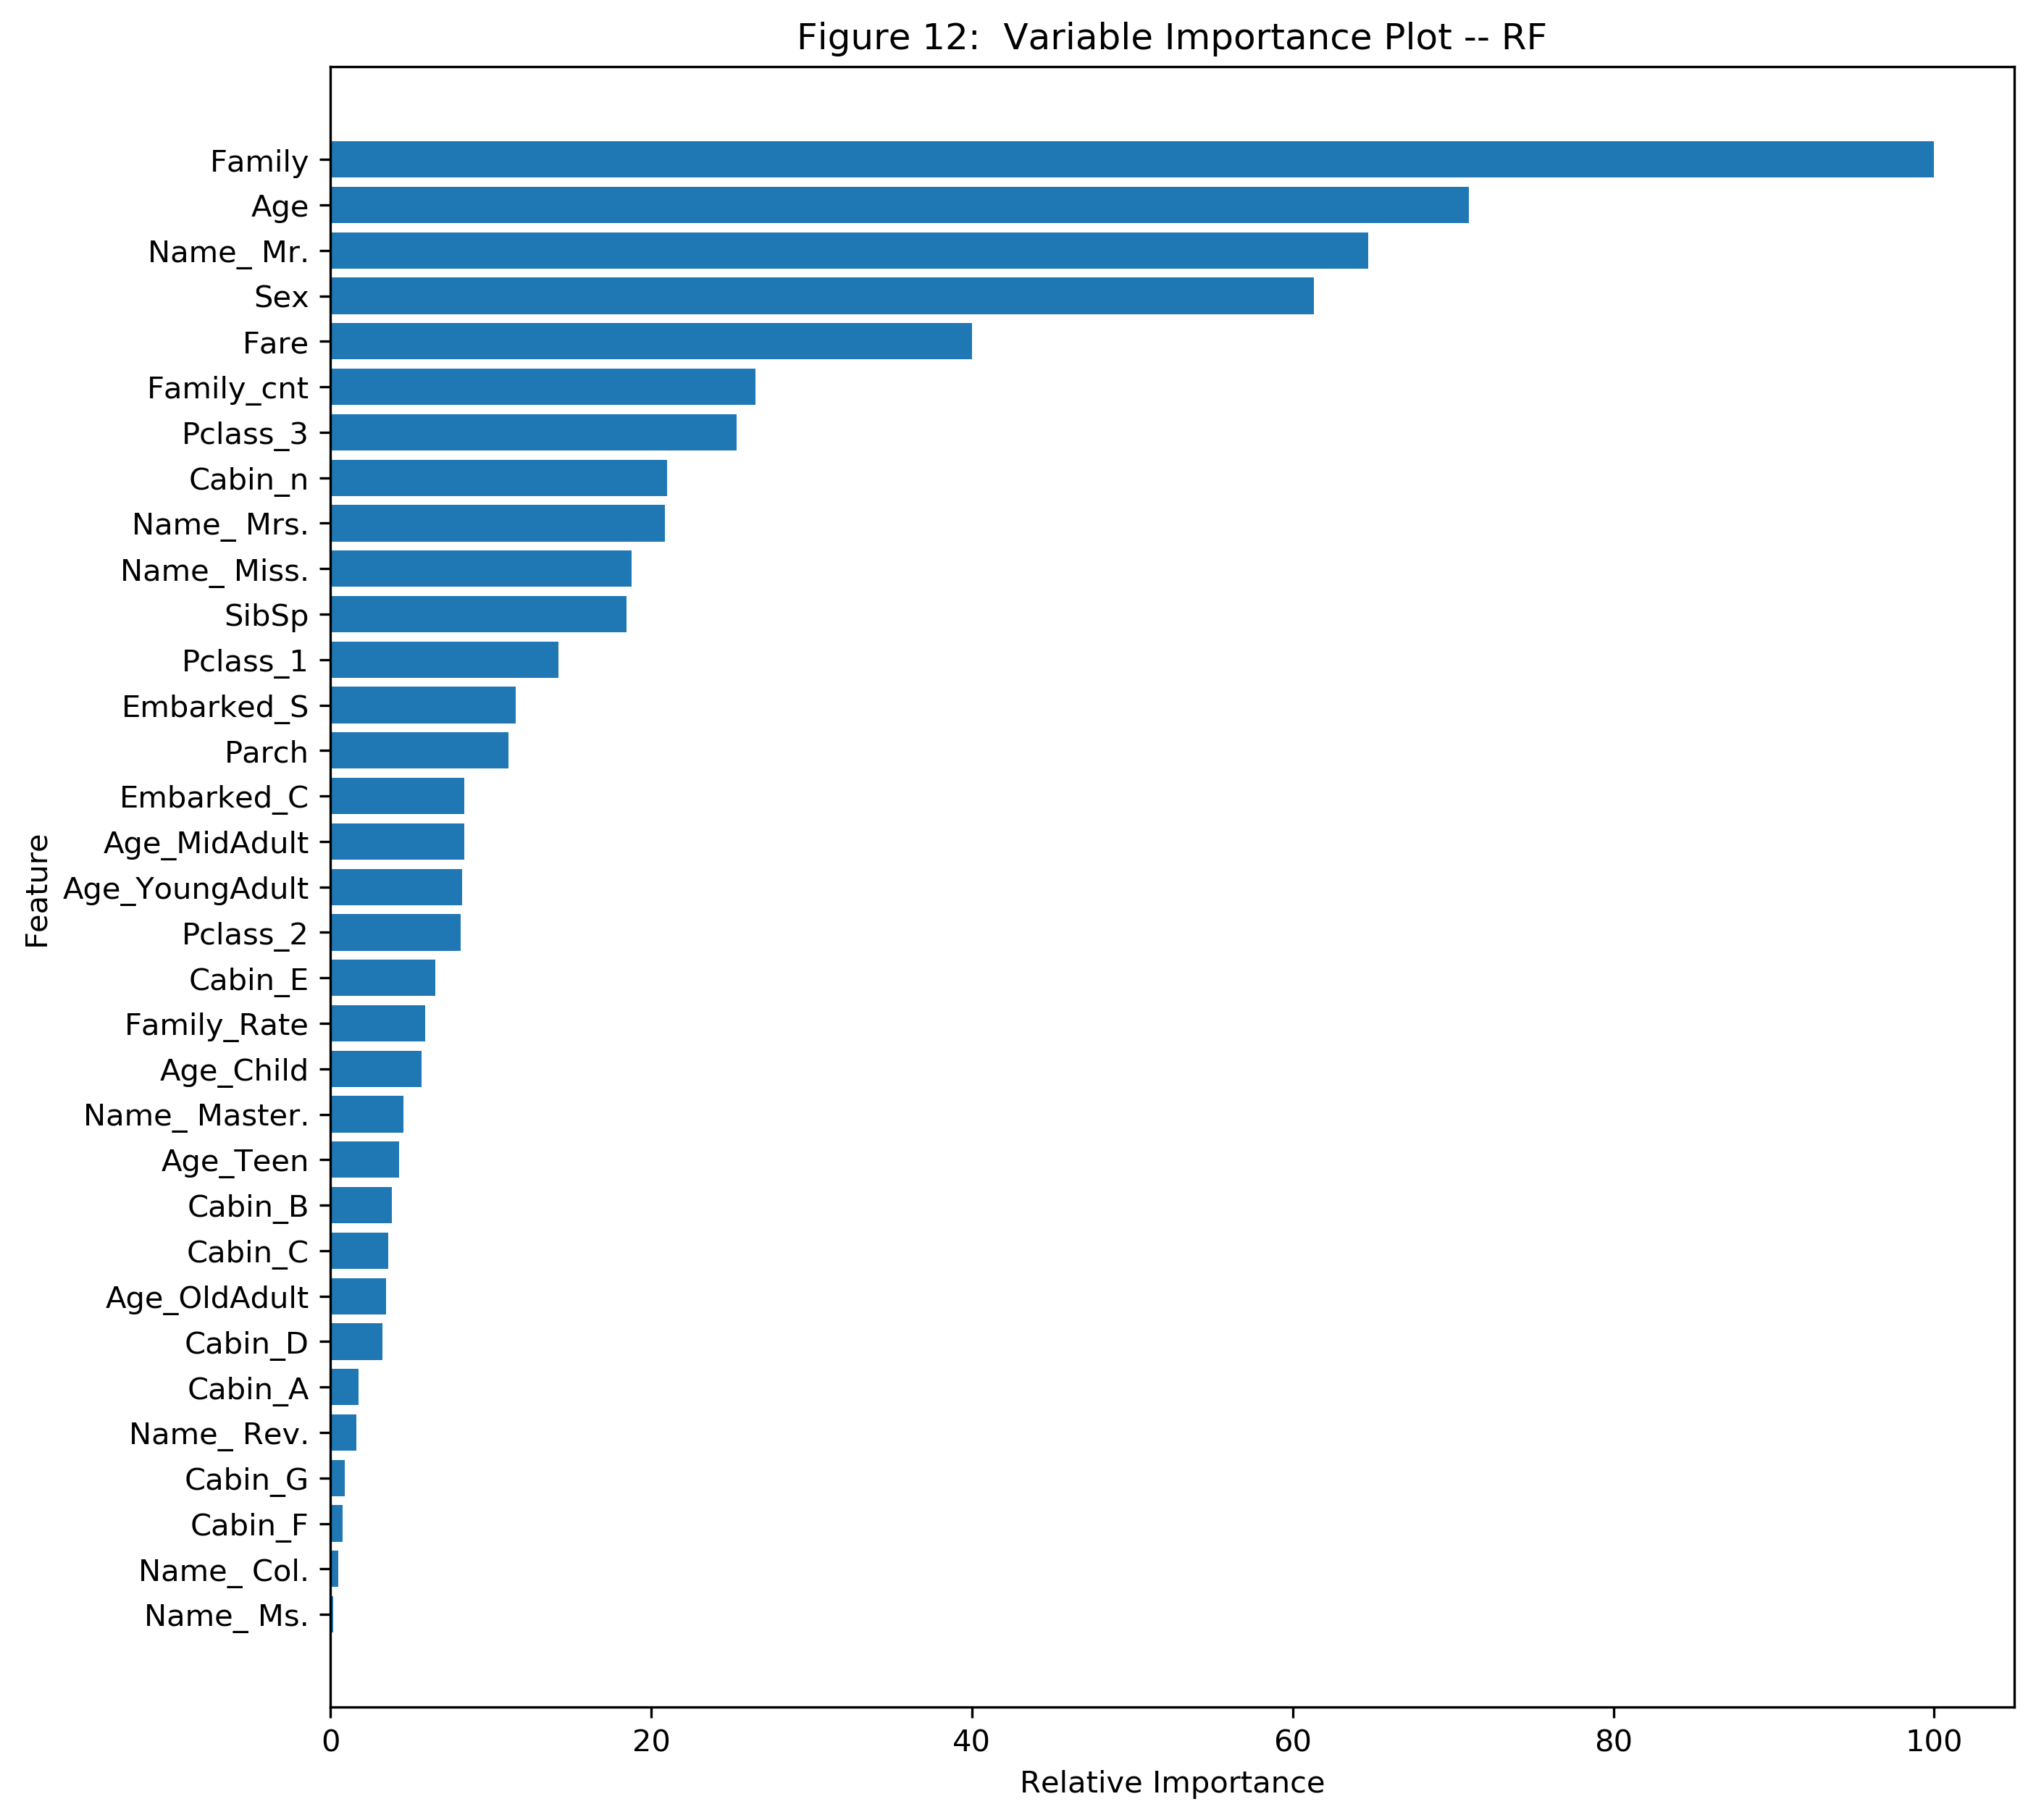 Figure 12:  Variable Importance Plot -- RF
Family
Age
Name_ Mr.
Sex
Fare
Family_cnt
Pclass_3
Cabin_n
Name_ Mrs.
Name_ Miss.
SibSp
Pclass_1
Embarked_S
Parch
Embarked_C
Age_MidAdult
Age_YoungAdult
Pclass_2
Cabin_E
Family_Rate
Age_Child
Name_ Master.
Age_Teen
Cabin_B
Cabin_C
Age_OldAdult
Cabin_D
Cabin_A
Name_ Rev.
Cabin_G
Cabin_F
Name_ Col.
Name_ Ms.
Feature
0 20 40 60 80 100
Relative Importance